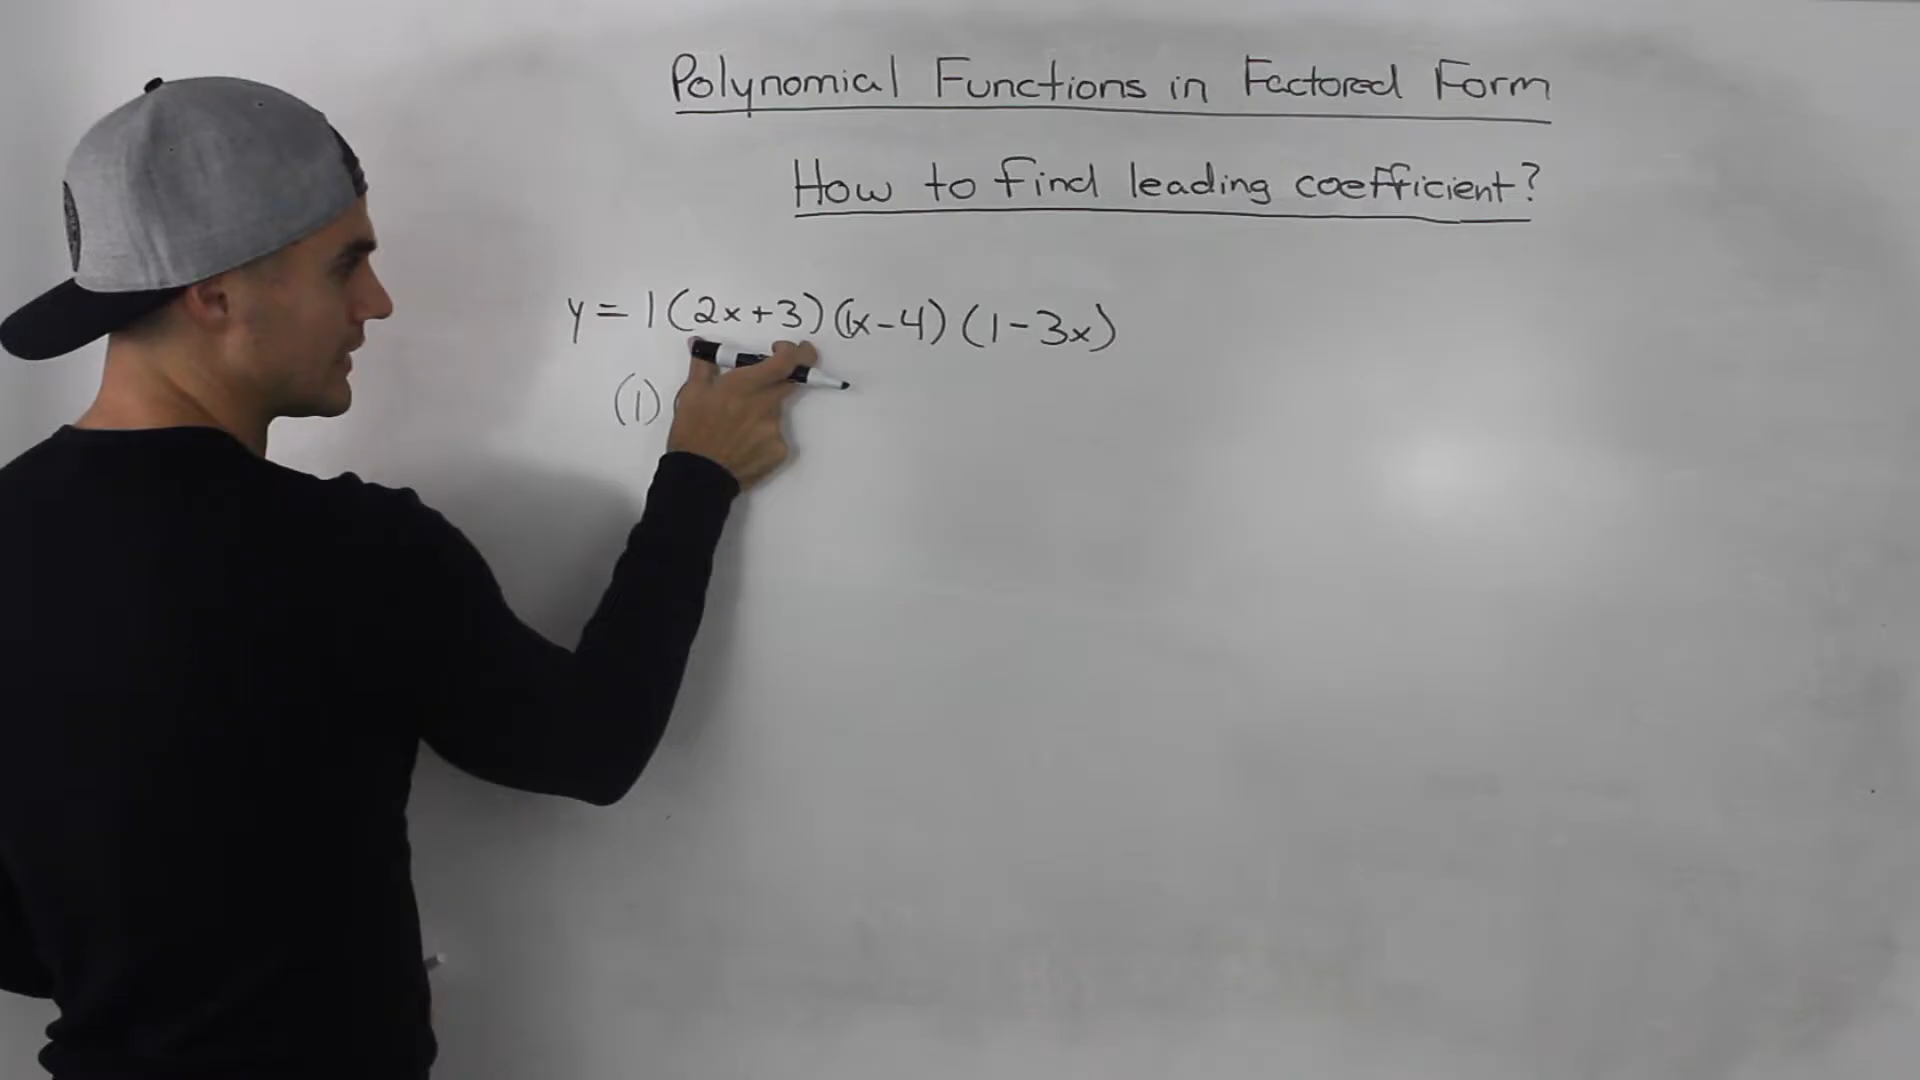 Polynomial Functions in Factored Form
How to find leading coefficient?
y = 1(2x+3)(1x-4)(1-3x)
(1)(